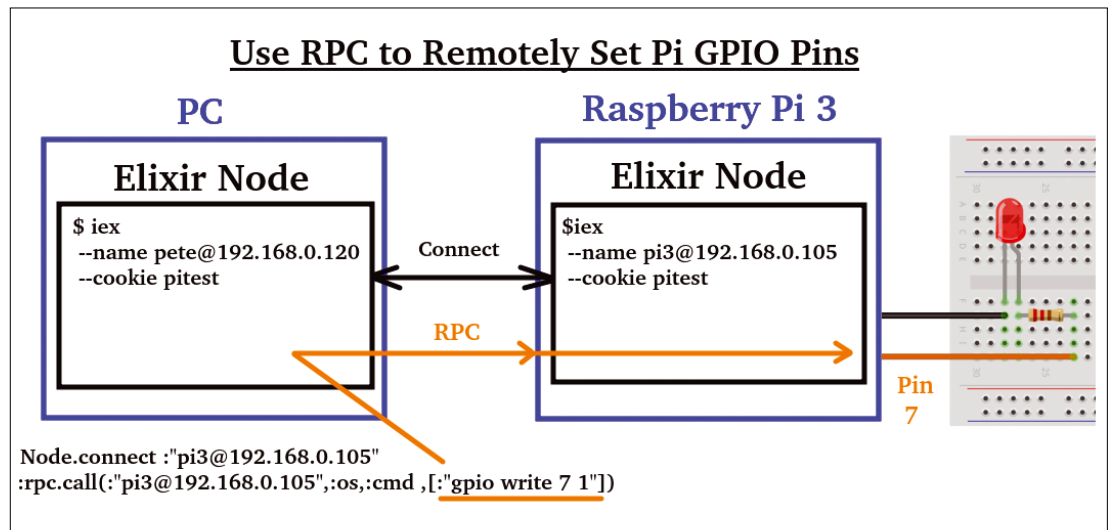 Use RPC to Remotely Set Pi GPIO Pins
PC
Raspberry Pi 3
Elixir Node
$ iex
--name pete@192.168.0.120
--cookie pitest
Connect
RPC
Elixir Node
$iex
--name pi3@192.168.0.105
--cookie pitest
Pin
7
Node.connect :"pi3@192.168.0.105"
:rpc.call(:"pi3@192.168.0.105",:os,:cmd ,[:"gpio write 7 1"])